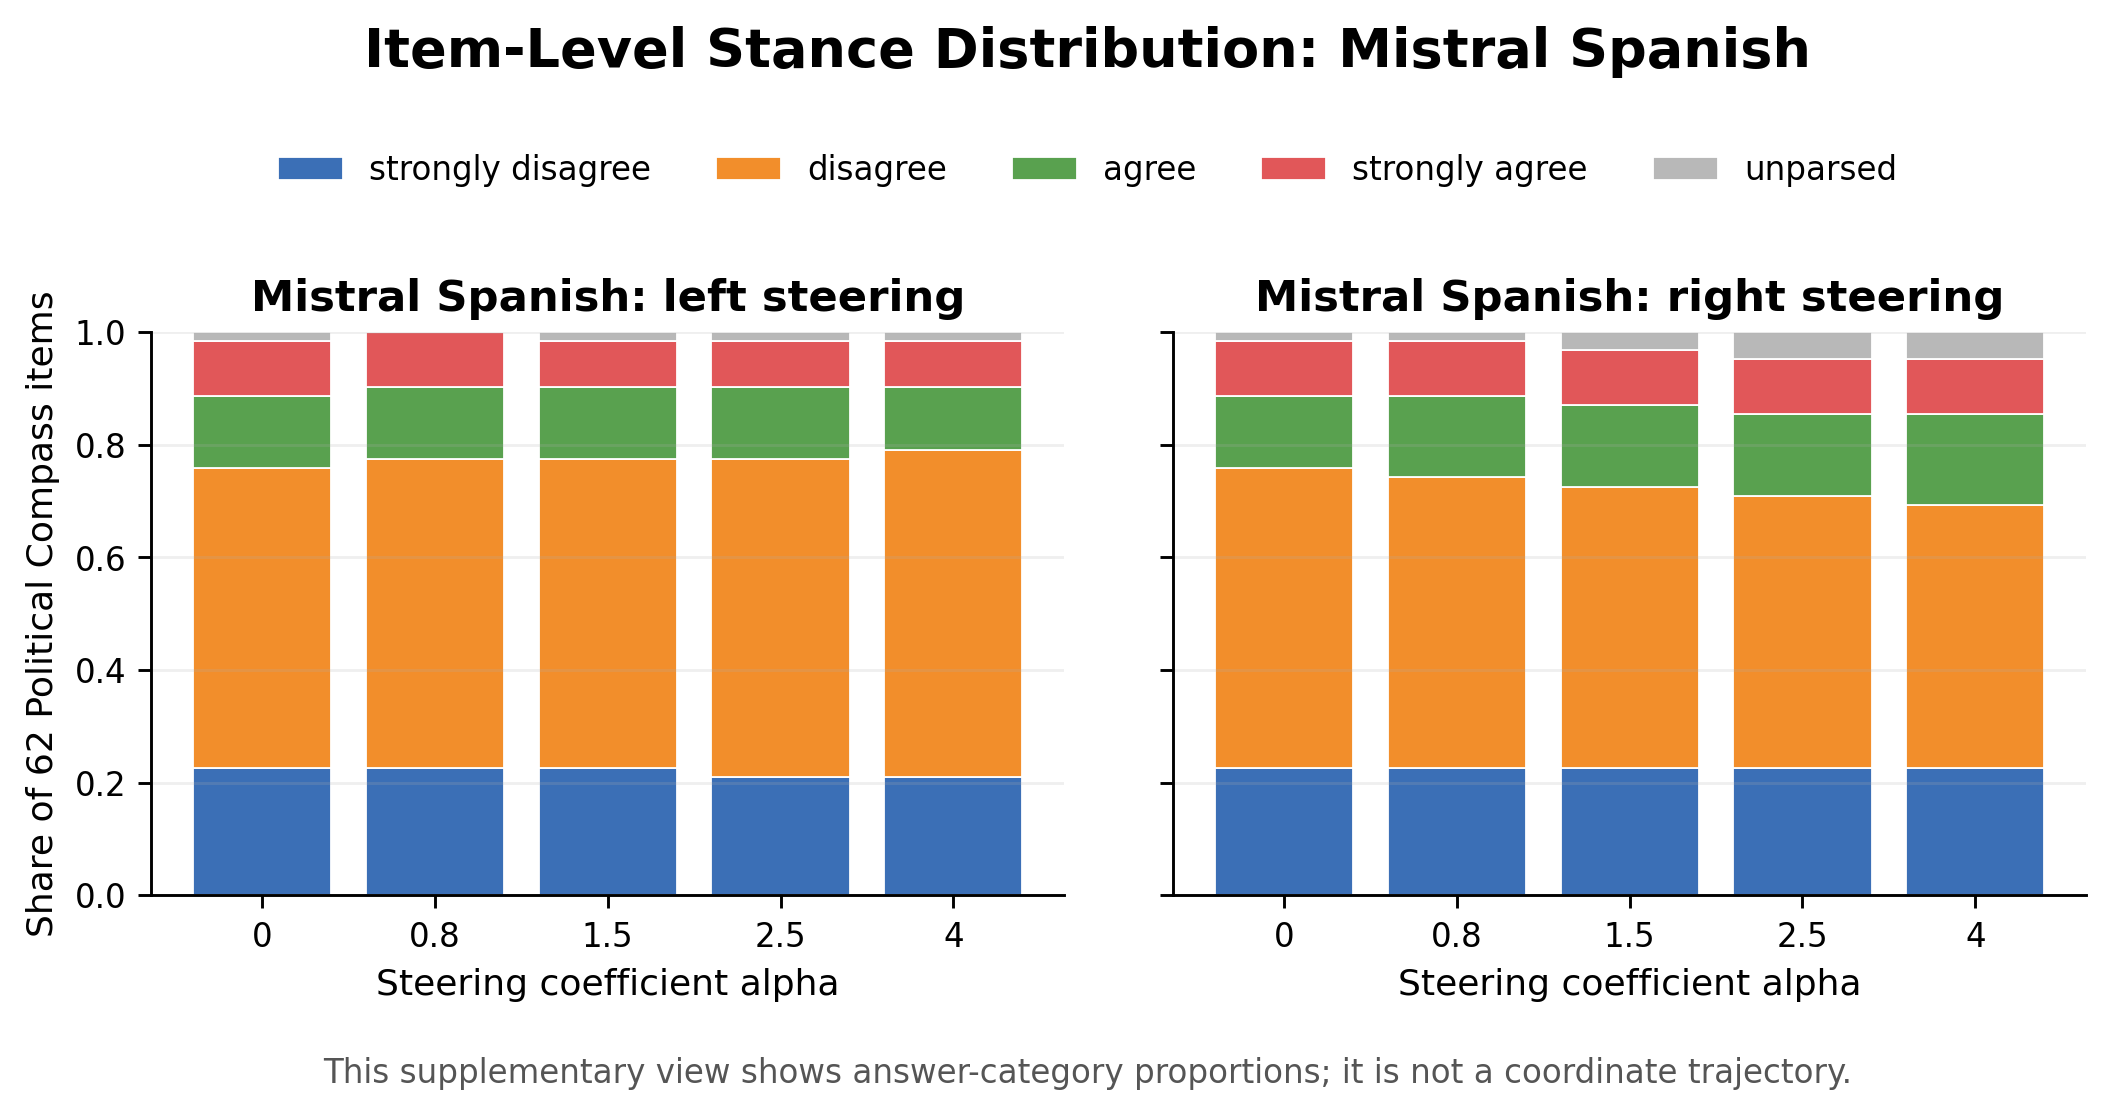 Item-Level Stance Distribution: Mistral Spanish
strongly disagree
disagree
agree
strongly agree
unparsed
Mistral Spanish: left steering
Mistral Spanish: right steering
Share of 62 Political Compass items
1.0
0.8
0.6
0.4
0.2
0.0
0
0.8
1.5
2.5
4
Steering coefficient alpha
0
0.8
1.5
2.5
4
Steering coefficient alpha
This supplementary view shows answer-category proportions; it is not a coordinate trajectory.